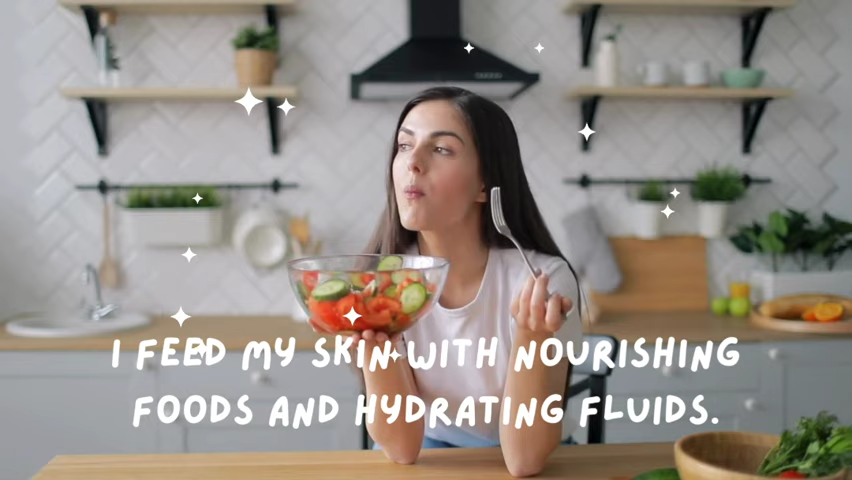 I FEED MY SKIN WITH NOURISHING
FOODS AND HYDRATING FLUIDS.